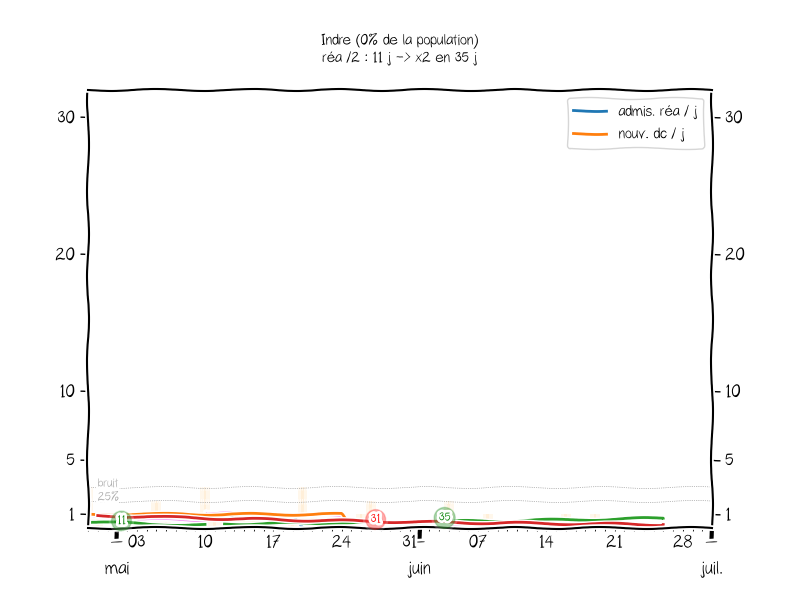 Indre (0% de la population)
réa /2 : 11 j -> x2 en 35 j
admis. réa / j
nouv. dc / j
30
30
20
20
10
10
5
5
bruit
25%
1
1
11
31
35
03
10
17
24
31
07
14
21
28
mai
juin
juil.